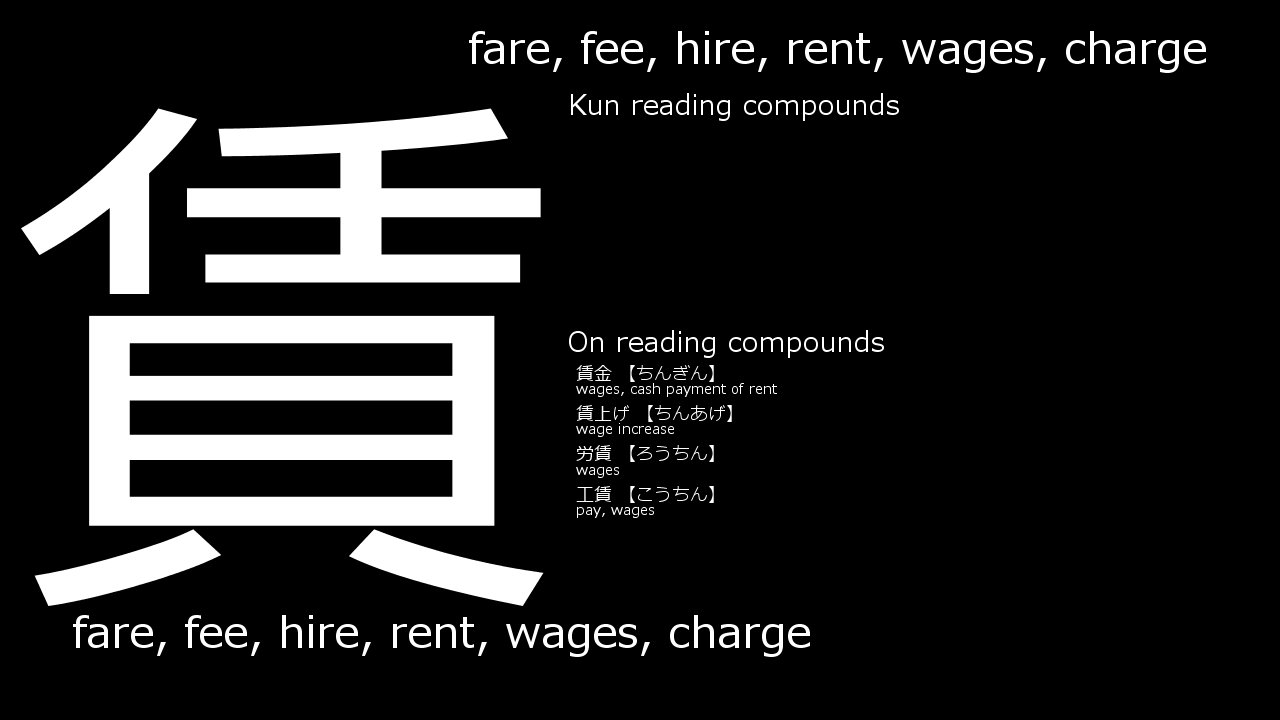 fare, fee, hire, rent, wages, charge
賃
Kun reading compounds
On reading compounds
賃金 【ちんぎん】
wages, cash payment of rent
賃上げ 【ちんあげ】
wage increase
労賃 【ろうちん】
wages
工賃 【こうちん】
pay, wages
fare, fee, hire, rent, wages, charge